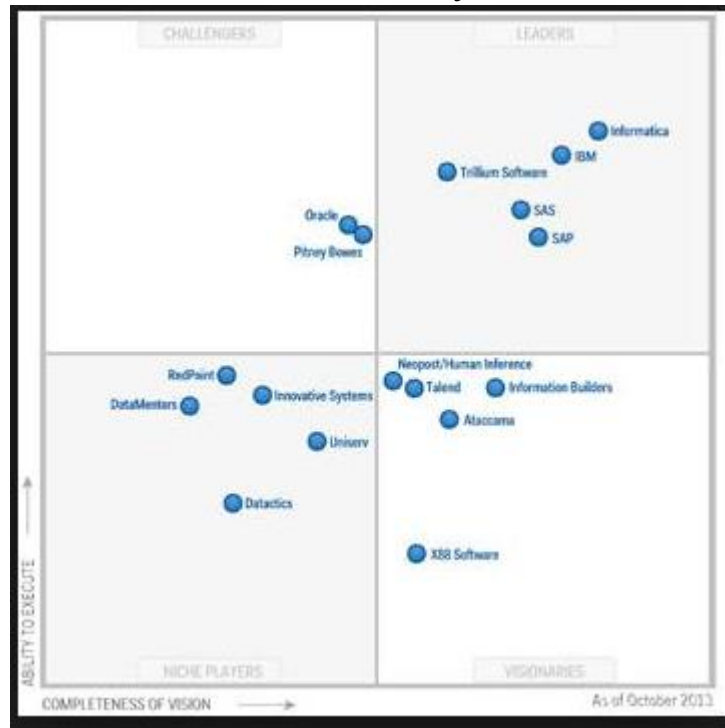 CHALLENGERS
LEADERS
Informatica
IBM
Trillium Software
SAS
SAP
Oracle
Pitney Bowes
RedPoint
DataMentors
Innovative Systems
Uniserv
Datactics
Neopost/Human Inference
Talend
Information Builders
Ataccama
X88 Software
ABILITY TO EXECUTE
NICHE PLAYERS
VISIONARIES
COMPLETENESS OF VISION
As of October 2013